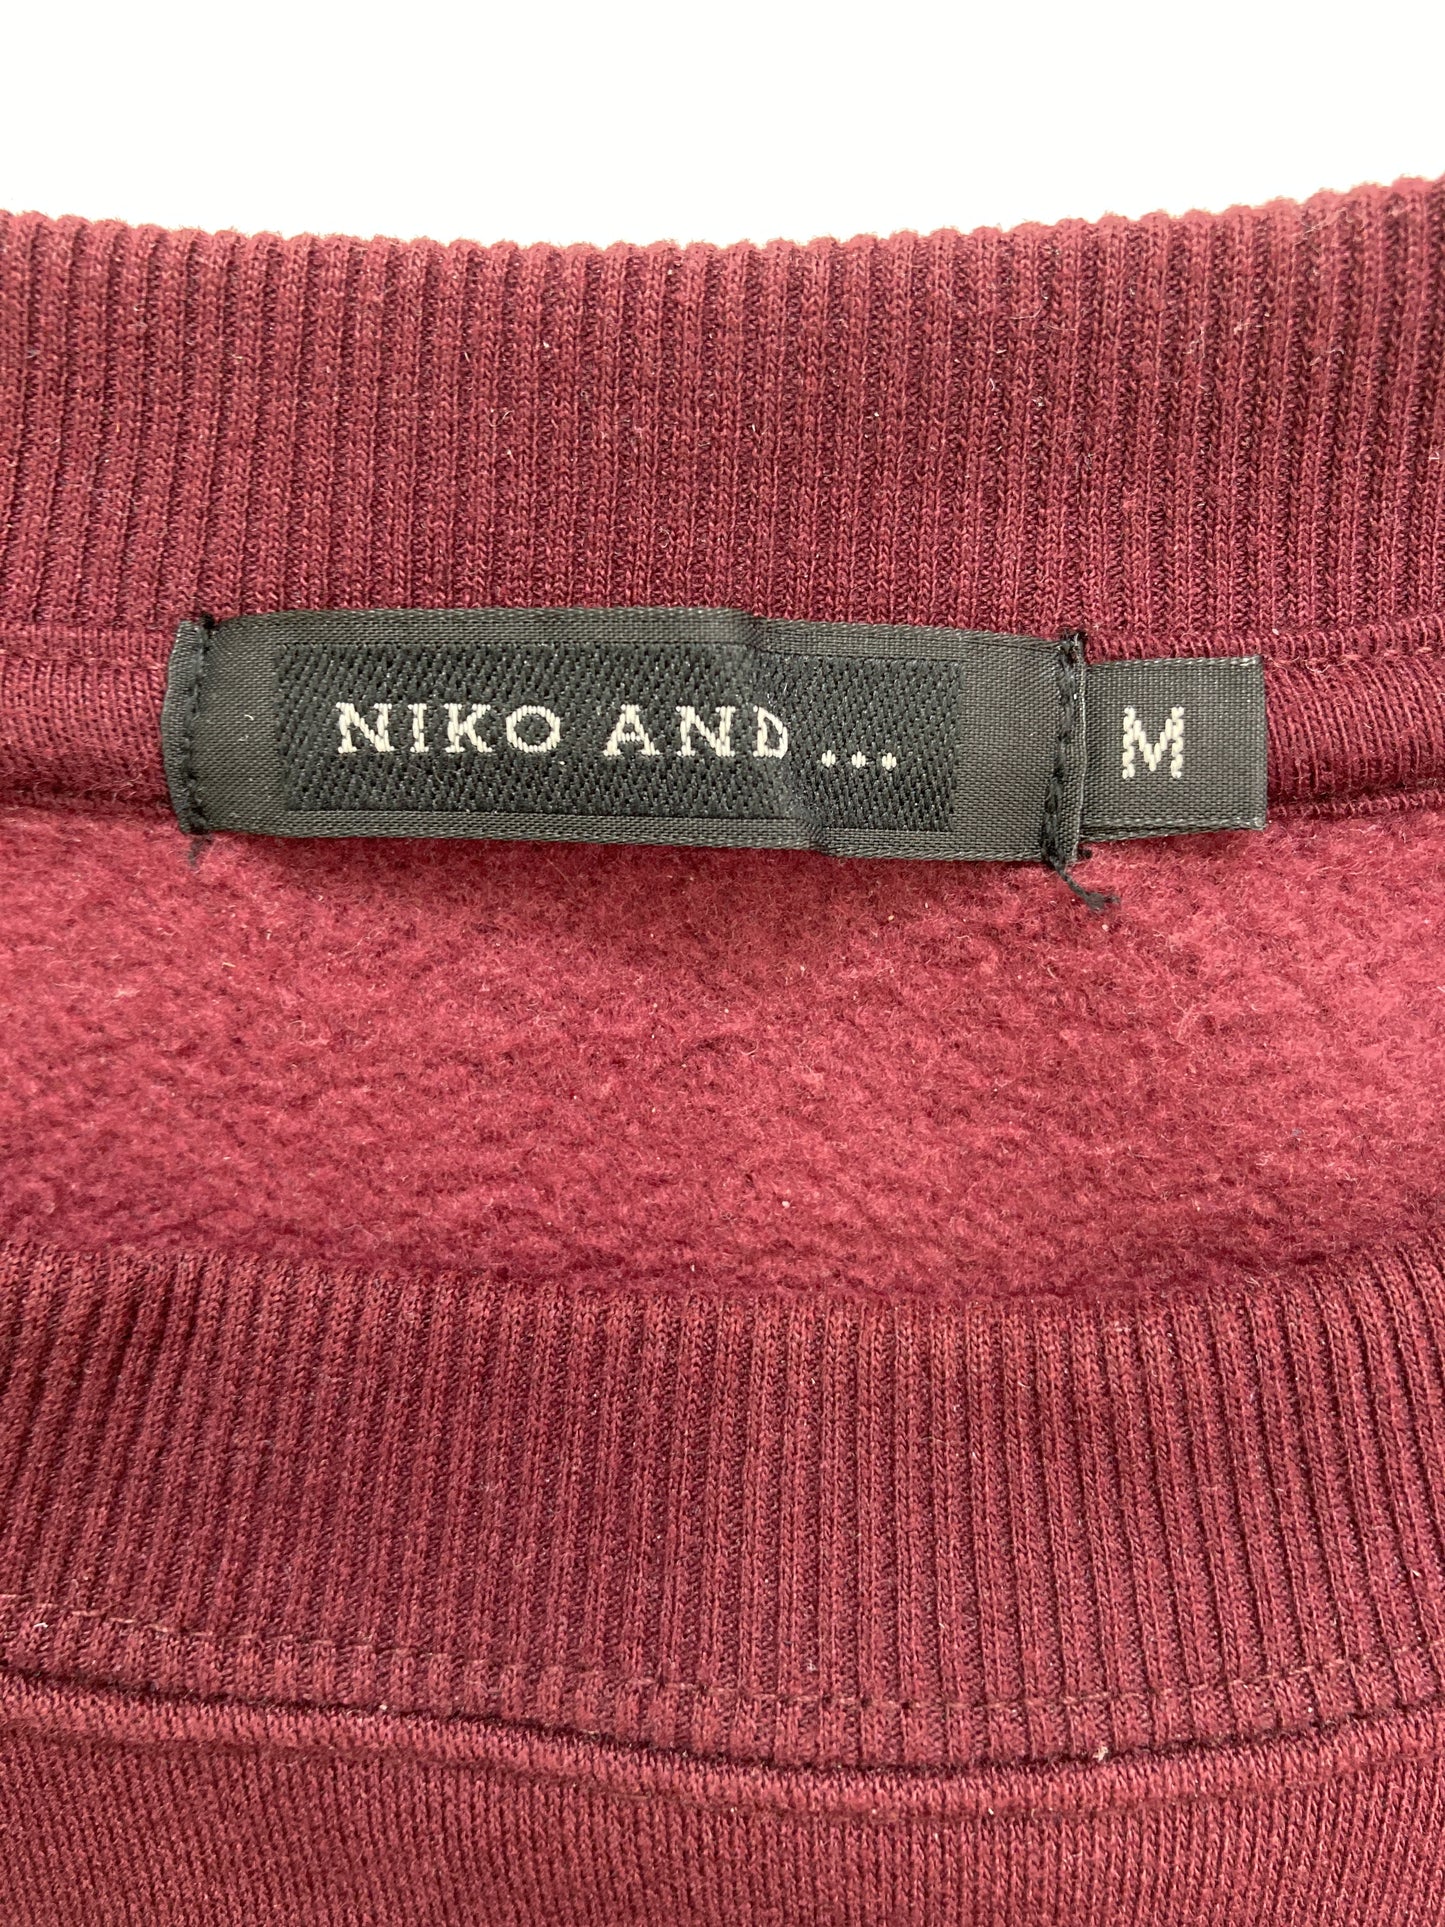 NIKO AND ...
M